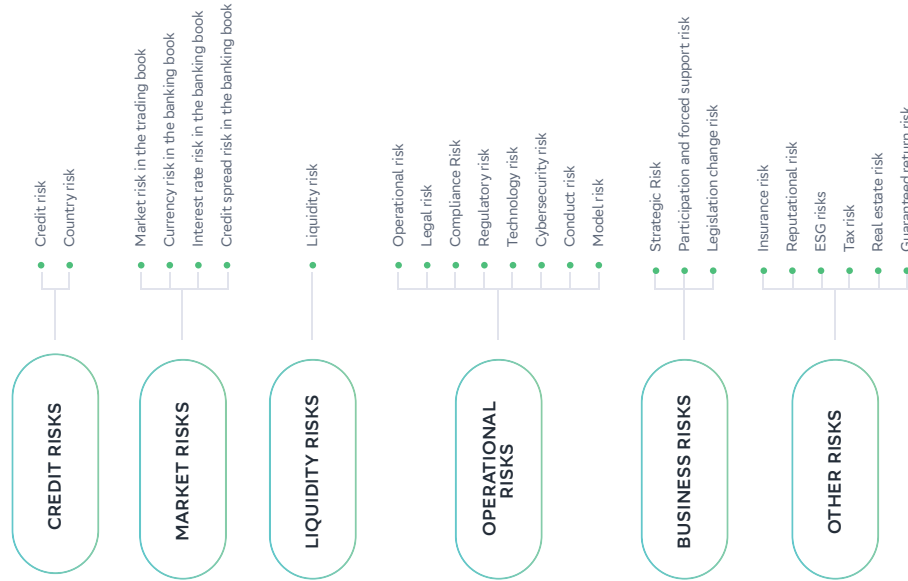 CREDIT RISKS
Credit risk
Country risk
MARKET RISKS
Market risk in the trading book
Currency risk in the banking book
Interest rate risk in the banking book
Credit spread risk in the banking book
LIQUIDITY RISKS
Liquidity risk
OPERATIONAL
RISKS
Operational risk
Legal risk
Compliance Risk
Regulatory risk
Technology risk
Cybersecurity risk
Conduct risk
Model risk
BUSINESS RISKS
Strategic Risk
Participation and forced support risk
Legislation change risk
OTHER RISKS
Insurance risk
Reputational risk
ESG risks
Tax risk
Real estate risk
Guaranteed return risk